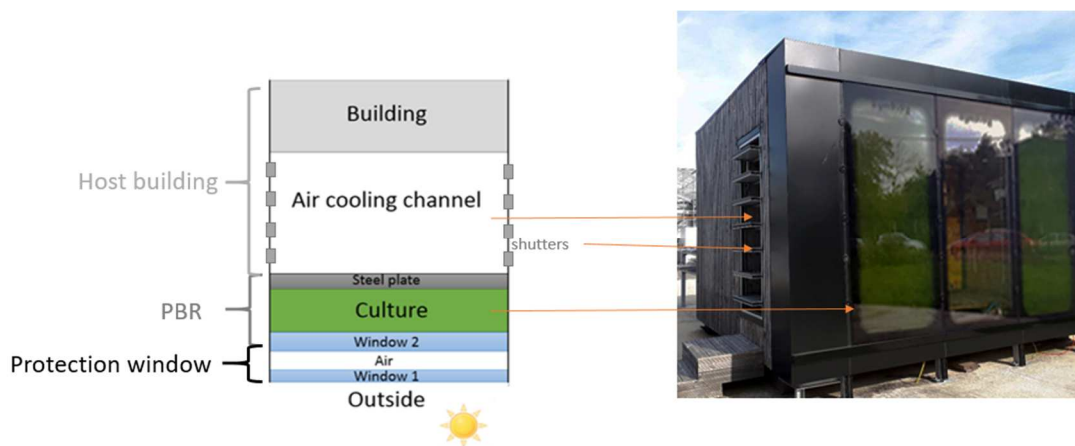 Building
Host building
Air cooling channel
shutters
Steel plate
PBR
Culture
Window 2
Protection window
Air
Window 1
Outside